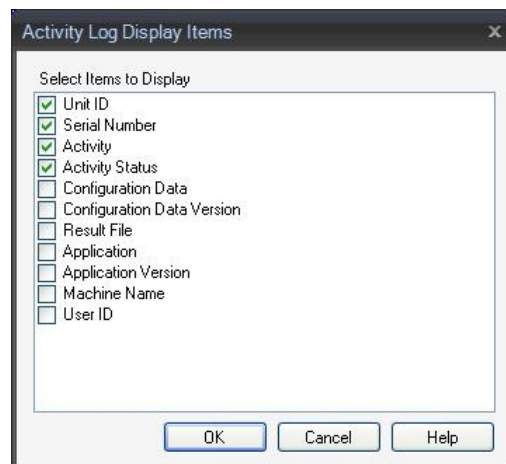 Activity Log Display Items
Select Items to Display
Unit ID
Serial Number
Activity
Activity Status
Configuration Data
Configuration Data Version
Result File
Application
Application Version
Machine Name
User ID
OK Cancel Help